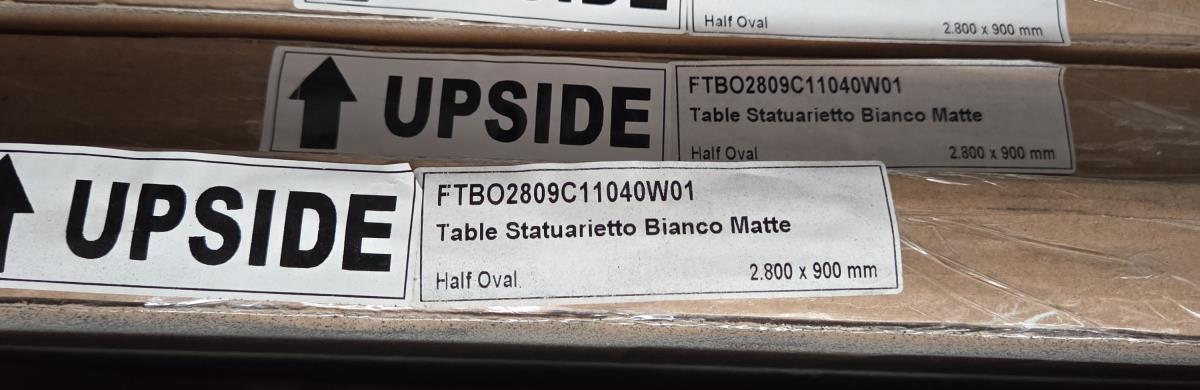 UPSIDE
Half Oval
2.800 x 900 mm
UPSIDE
FTBO2809C11040W01
Table Statuarietto Bianco Matte
Half Oval
2.800 x 900 mm
UPSIDE
FTBO2809C11040W01
Table Statuarietto Bianco Matte
Half Oval
2.800 x 900 mm